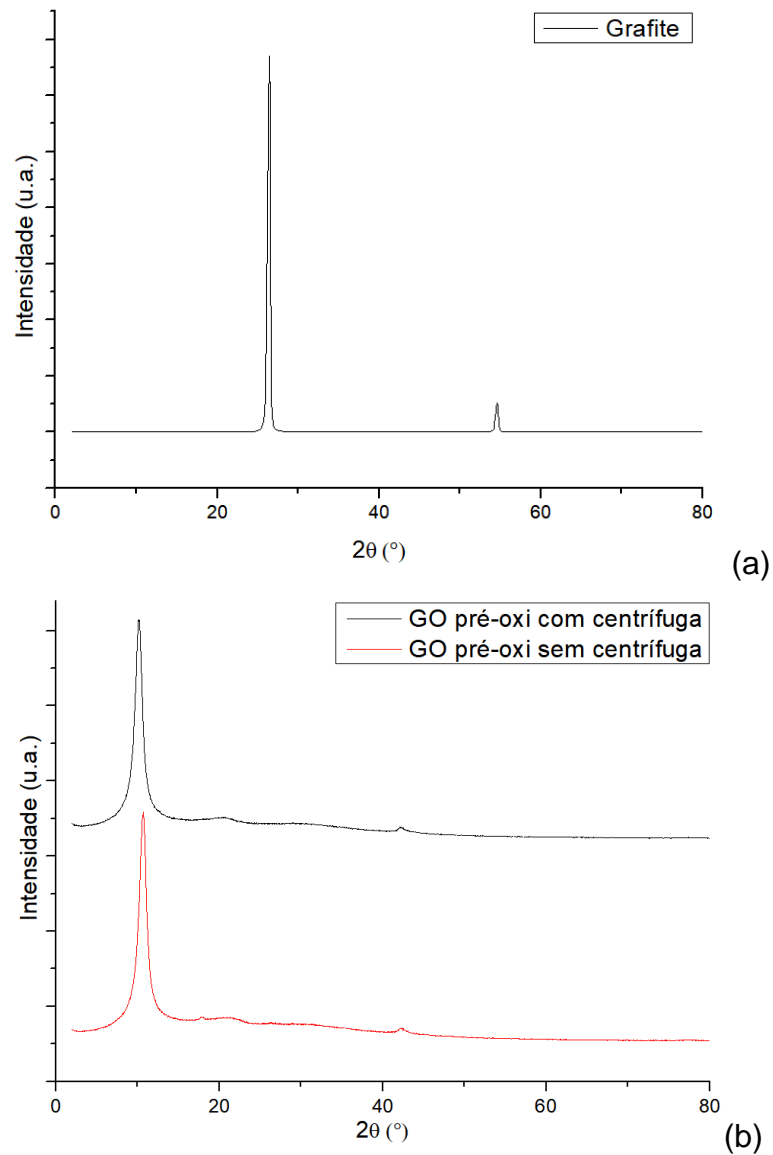 Grafite
Intensidade (u.a.)
0
20
40
60
80
2θ (°)
(a)
GO pré-oxi com centrífuga
GO pré-oxi sem centrífuga
Intensidade (u.a.)
0
20
40
60
80
2θ (°)
(b)